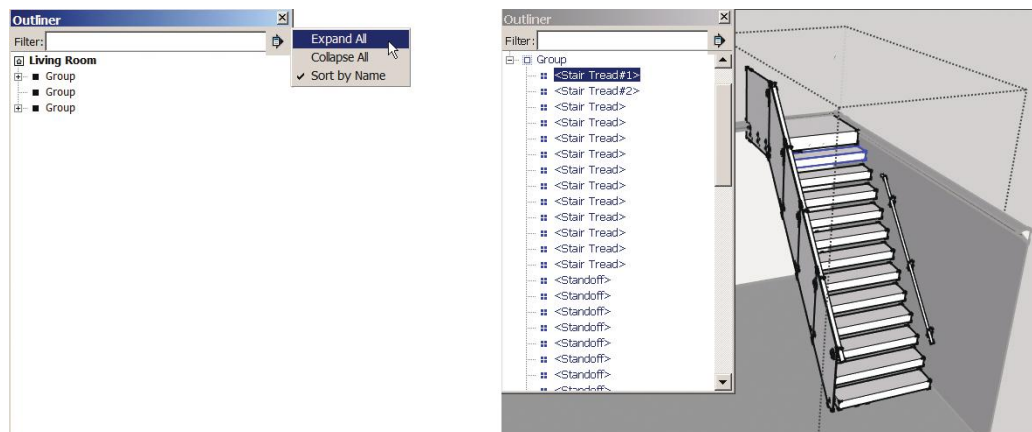 Outliner
Filter:
Expand All
Collapse All
Sort by Name
Living Room
Group
Group
Group
Outliner
Filter:
Group
<Stair Tread#1>
<Stair Tread#2>
<Stair Tread>
<Stair Tread>
<Stair Tread>
<Stair Tread>
<Stair Tread>
<Stair Tread>
<Stair Tread>
<Stair Tread>
<Stair Tread>
<Stair Tread>
<Stair Tread>
<Standoff>
<Standoff>
<Standoff>
<Standoff>
<Standoff>
<Standoff>
<Standoff>
<Standoff>